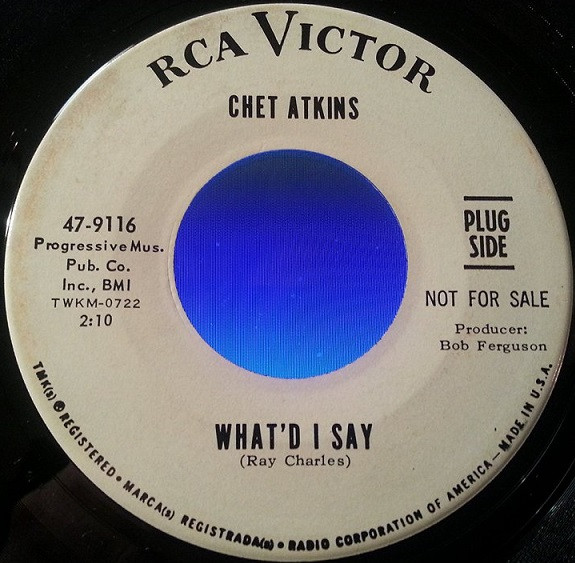 RCA VICTOR
CHET ATKINS
47-9116
Progressive Mus.
Pub. Co.
Inc., BMI
TWKM-0722
2:10
PLUG
SIDE
NOT FOR SALE
Producer:
Bob Ferguson
WHAT'D I SAY
(Ray Charles)
TMK(s) ® REGISTERED • MARCA(s) REGISTRADA(s) • RADIO CORPORATION OF AMERICA — MADE IN U.S.A.